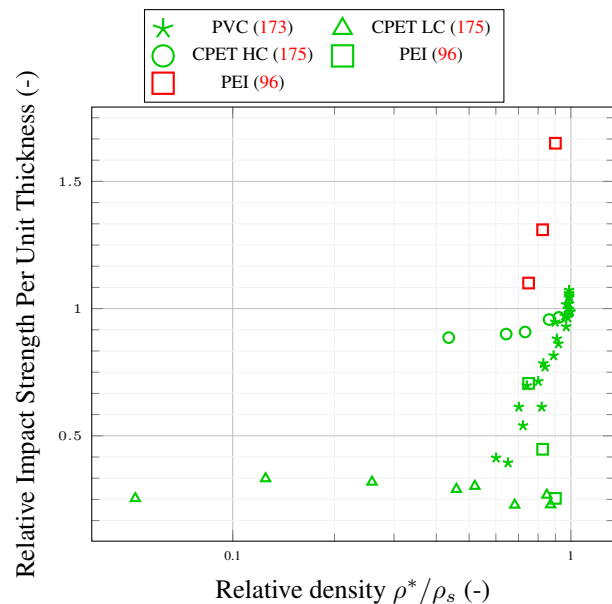 PVC (173) CPET LC (175)
CPET HC (175) PEI (96)
PEI (96)
Relative Impact Strength Per Unit Thickness (-)
1.5
1
0.5
0.1 1
Relative density ρ*/ρs (-)